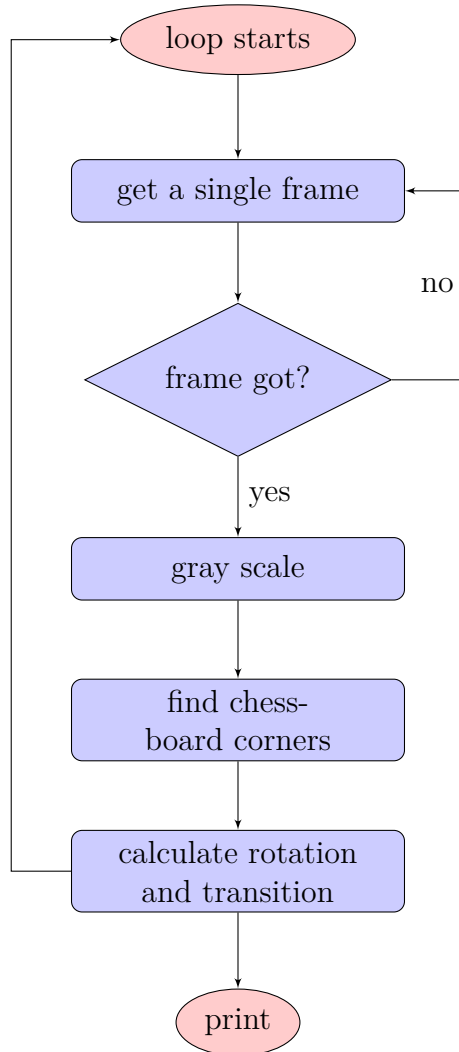 loop starts
get a single frame
no
frame got?
yes
gray scale
find chess-
board corners
calculate rotation
and transition
print